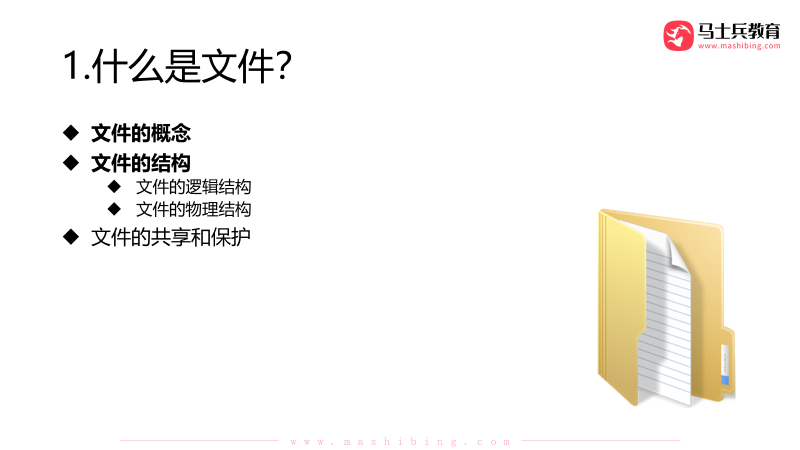 马士兵教育
www.mashibing.com
1.什么是文件?
◆ 文件的概念
◆ 文件的结构
◆ 文件的逻辑结构
◆ 文件的物理结构
◆ 文件的共享和保护
www.mashibing.com